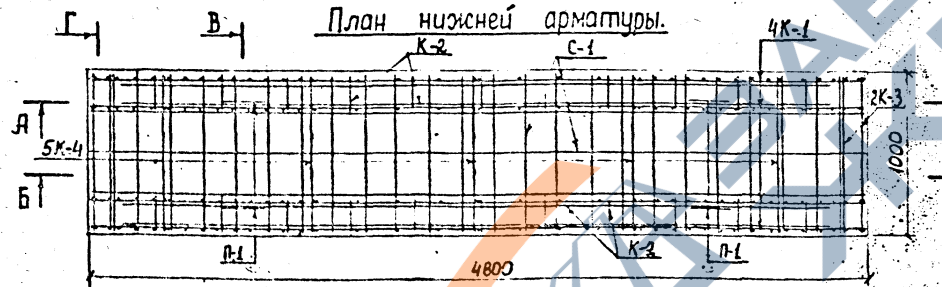 План нижней арматуры.
Г
В
К-2
С-1
4К-1
А
2К-3
5К-4
1000
Б
П-1
К-2
П-1
4800